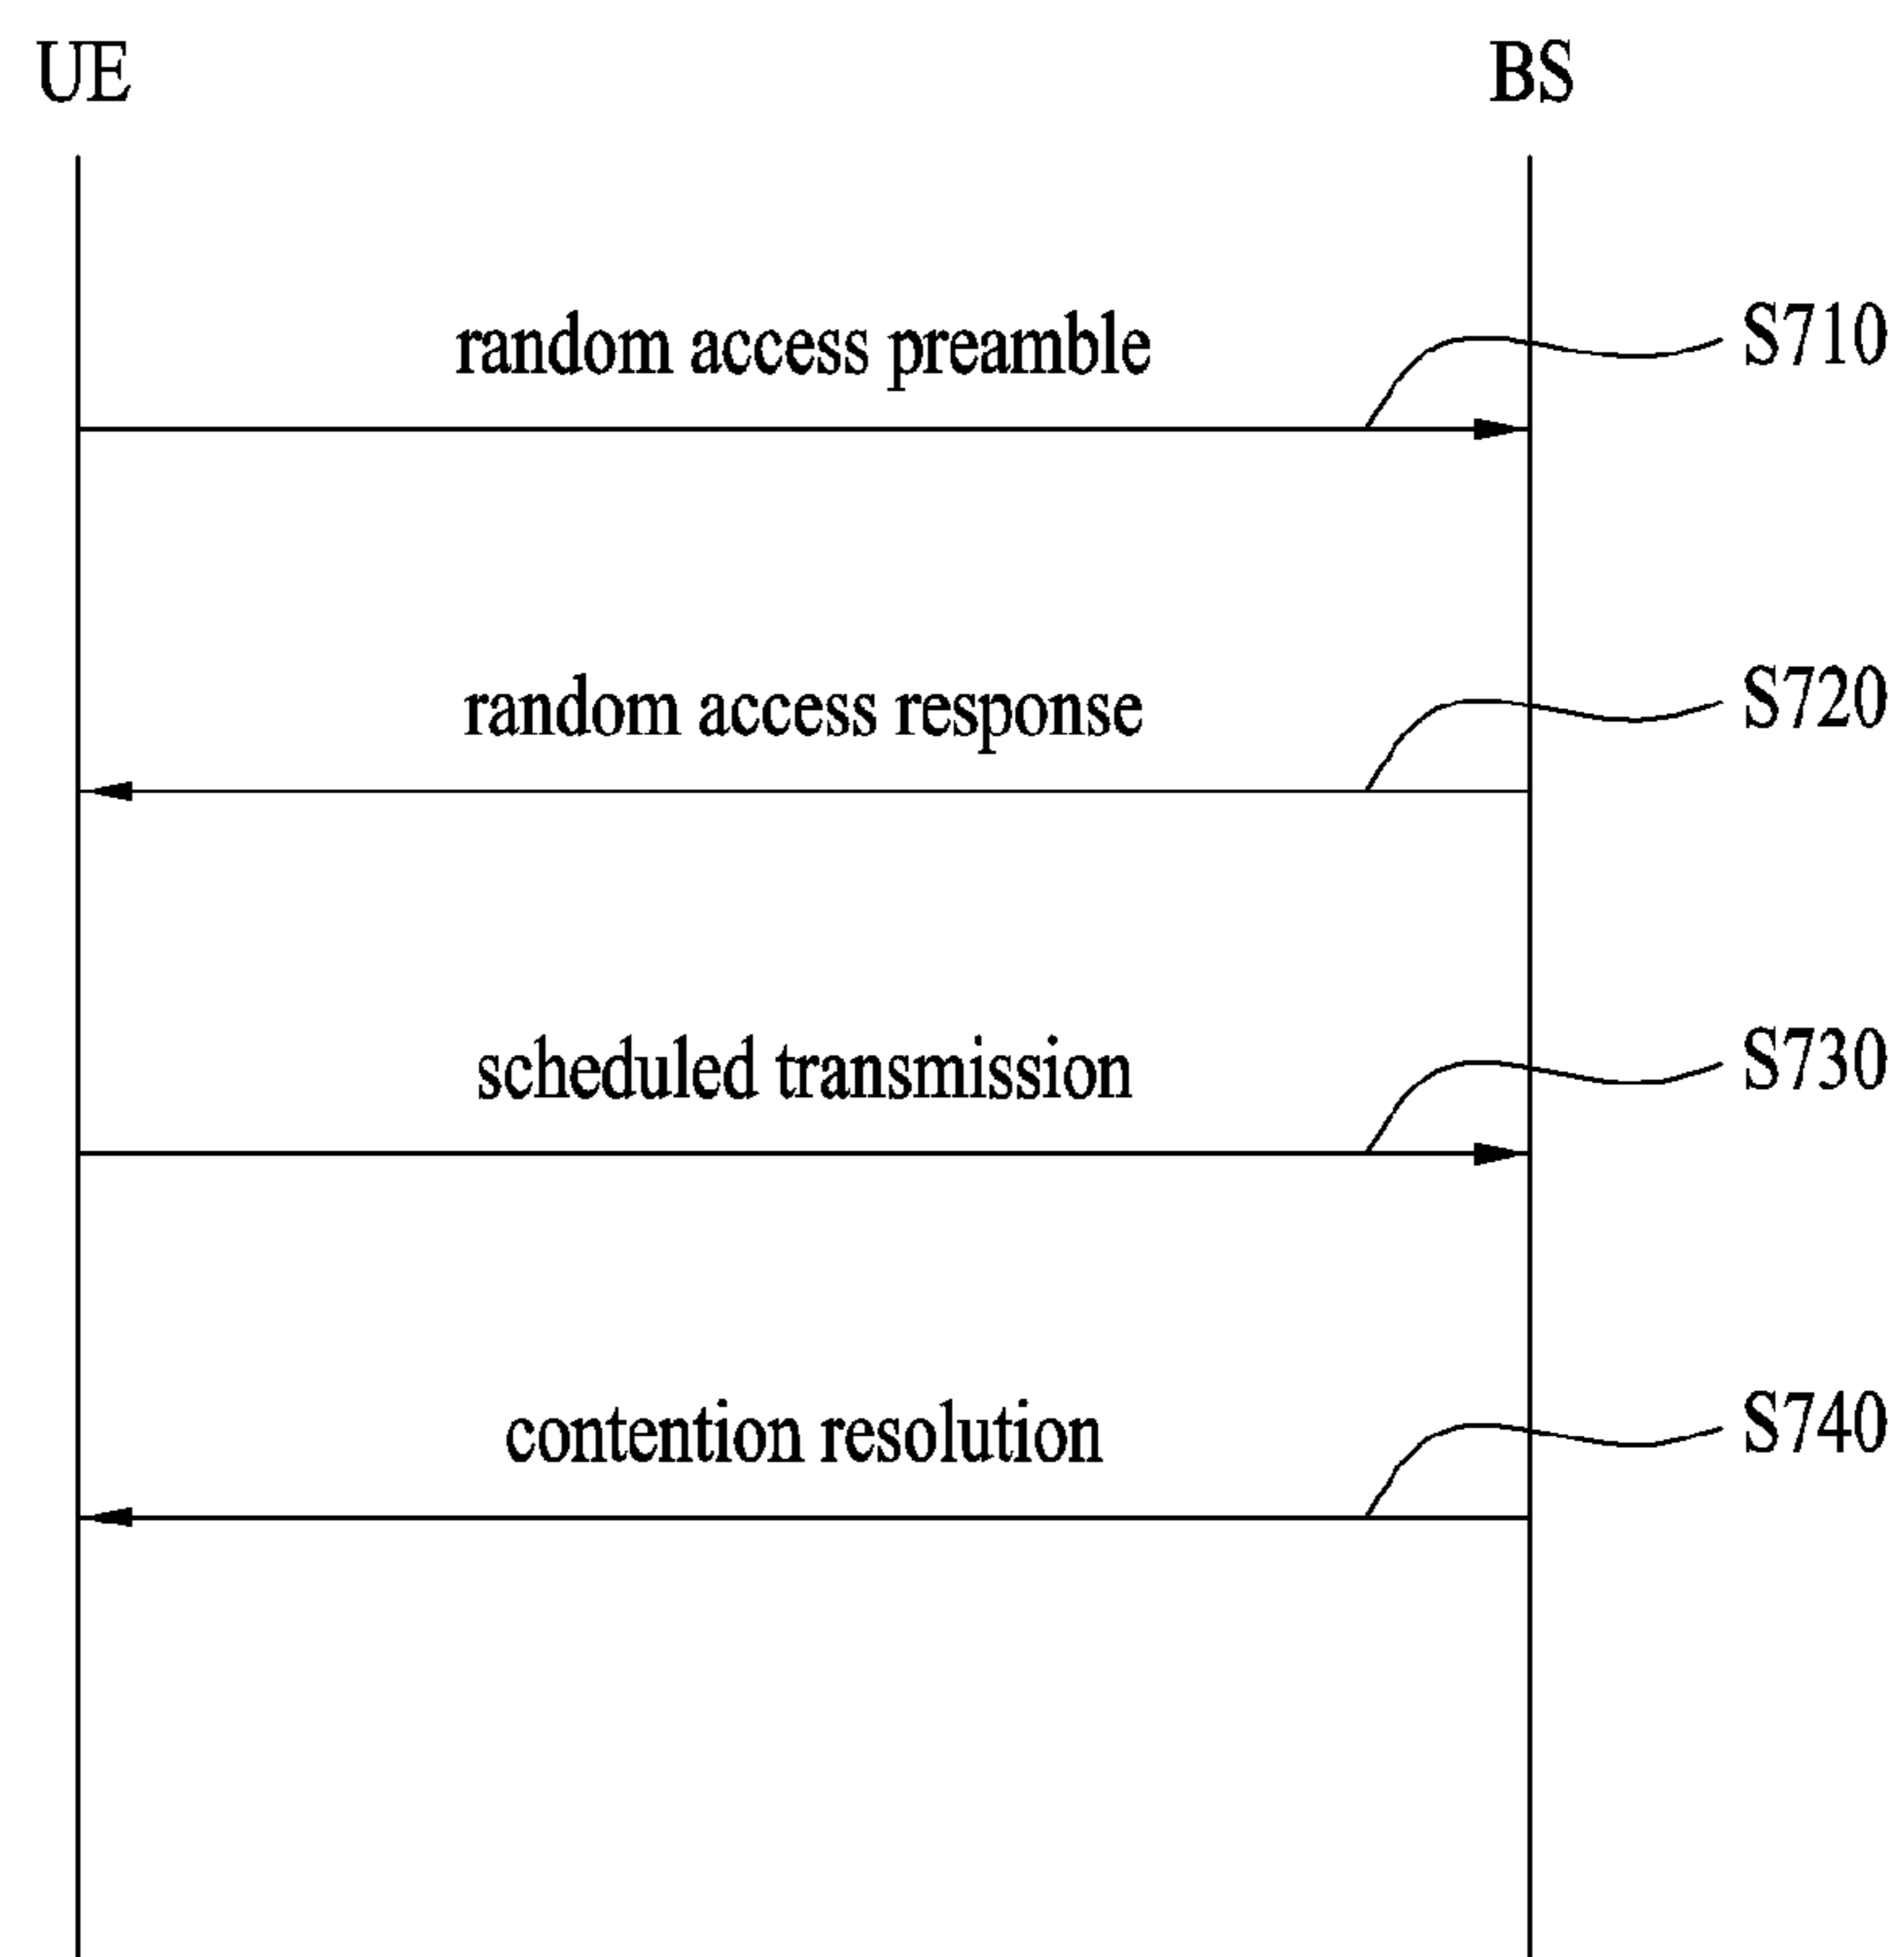 UE BS
random access preamble S710
random access response S720
scheduled transmission S730
contention resolution S740